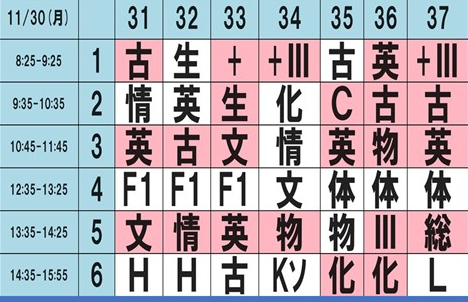 11/30(月) 31 32 33 34 35 36 37
8:25-9:25 1 古 生 + +Ⅲ 古 英 +Ⅲ
9:35-10:35 2 情 英 生 化 C 古 古
10:45-11:45 3 英 古 文 情 英 物 英
12:35-13:25 4 F1 F1 F1 文 体 体 体
13:35-14:25 5 文 情 英 物 物 Ⅲ 総
14:35-15:55 6 H H 古 Kソ 化 化 L